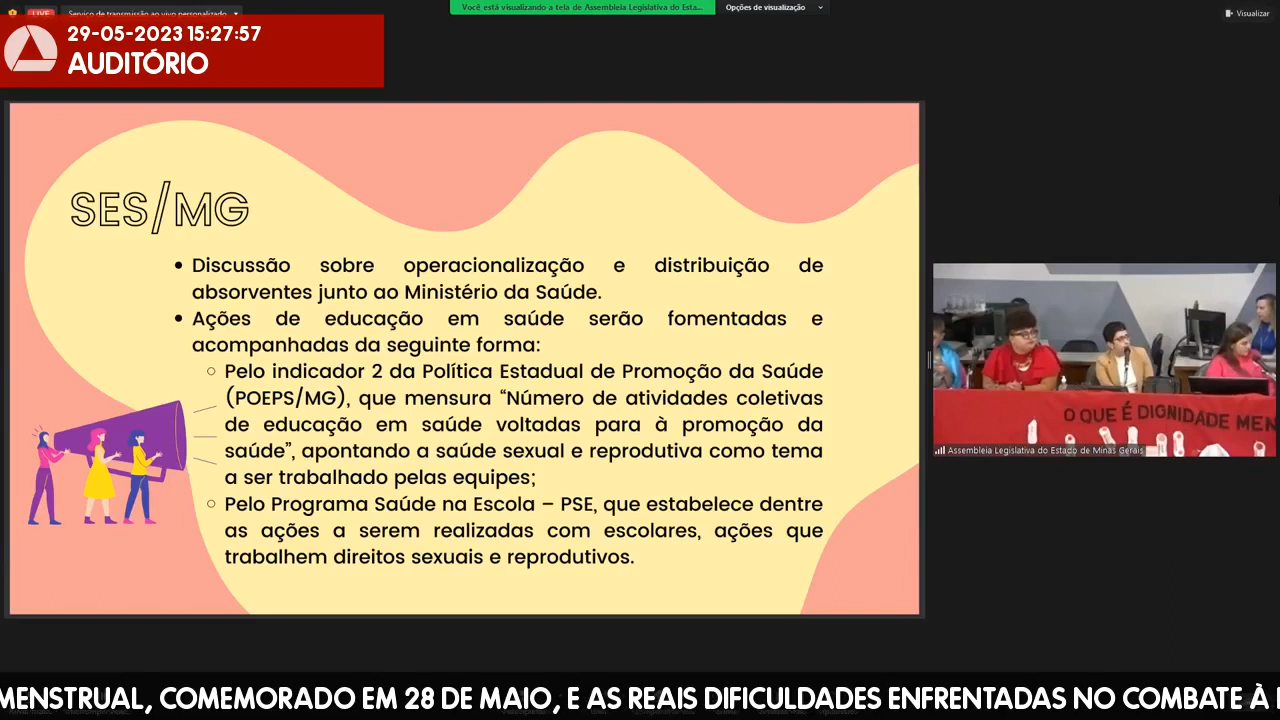 LIVE
Serviço de transmissão ao vivo personalizado
Você está visualizando a tela de Assembleia Legislativa do Esta...
Opções de visualização
Visualizar
29-05-2023 15:27:57
AUDITÓRIO
SES/MG
• Discussão sobre operacionalização e distribuição de
absorventes junto ao Ministério da Saúde.
• Ações de educação em saúde serão fomentadas e
acompanhadas da seguinte forma:
○ Pelo indicador 2 da Política Estadual de Promoção da Saúde
(POEPS/MG), que mensura “Número de atividades coletivas
de educação em saúde voltadas para à promoção da
saúde”, apontando a saúde sexual e reprodutiva como tema
a ser trabalhado pelas equipes;
○ Pelo Programa Saúde na Escola – PSE, que estabelece dentre
as ações a serem realizadas com escolares, ações que
trabalhem direitos sexuais e reprodutivos.
O QUE É DIGNIDADE MEN
Assembleia Legislativa do Estado de Minas Gerais
MENSTRUAL, COMEMORADO EM 28 DE MAIO, E AS REAIS DIFICULDADES ENFRENTADAS NO COMBATE À